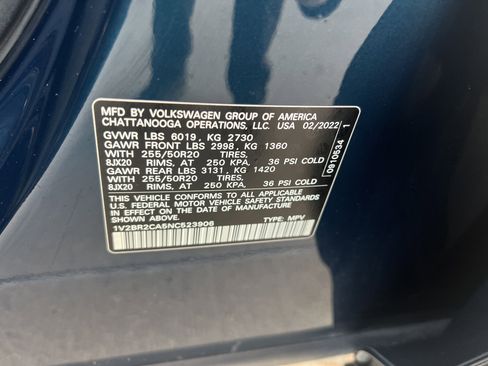 MFD BY VOLKSWAGEN GROUP OF AMERICA
CHATTANOOGA OPERATIONS, LLC. USA 02/2022
GVWR LBS 6019, KG 2730
GAWR FRONT LBS 2998, KG 1360
WITH 255/50R20 TIRES,
8JX20 RIMS, AT 250 KPA, 36 PSI COLD
GAWR REAR LBS 3131, KG 1420
WITH 255/50R20 TIRES,
8JX20 RIMS, AT 250 KPA, 36 PSI COLD
THIS VEHICLE CONFORMS TO ALL APPLICABLE
U.S. FEDERAL MOTOR VEHICLE SAFETY STANDARDS
IN EFFECT ON THE DATE OF MANUFACTURE
SHOWN ABOVE.
1V2BR2CA5NC523906 TYPE: MPV
0910534 1